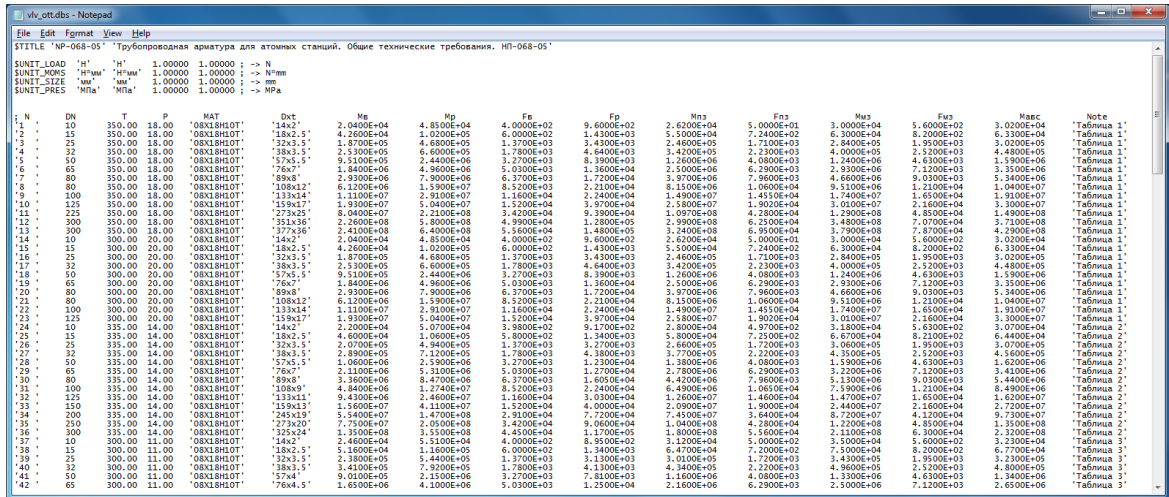 vlv_ott.dbs - Notepad
File Edit Format View Help
$TITLE 'NP-068-05' 'Трубопроводная арматура для атомных станций. Общие технические требования. НП-068-05'
$UNIT_LOAD 'Н' 'Н' 1.00000 1.00000 ; -> N
$UNIT_MOMS 'Н*мм' 'Н*мм' 1.00000 1.00000 ; -> N*mm
$UNIT_SIZE 'мм' 'мм' 1.00000 1.00000 ; -> mm
$UNIT_PRES 'МПа' 'МПа' 1.00000 1.00000 ; -> MPa
; N DN T P MAT Dxt Мв Мр Fв Fр Мпз Fпз Ммз Fмз Мавс Note
'1 ' 10 350.00 18.00 '08Х18Н10Т' '14x2' 2.0400E+04 4.8500E+04 4.0000E+02 9.6000E+02 2.6200E+04 5.0000E+01 3.0000E+04 5.6000E+02 3.0200E+04 'Таблица 1'
'2 ' 15 350.00 18.00 '08Х18Н10Т' '18x2.5' 4.2600E+04 1.0200E+05 6.0000E+02 1.4300E+03 5.5000E+04 7.2400E+02 6.3000E+04 8.2000E+02 6.3300E+04 'Таблица 1'
'3 ' 25 350.00 18.00 '08Х18Н10Т' '32x3.5' 1.8700E+05 4.6800E+05 1.3700E+03 3.4300E+03 2.4600E+05 1.7100E+03 2.8400E+05 1.9500E+03 3.0200E+05 'Таблица 1'
'4 ' 32 350.00 18.00 '08Х18Н10Т' '38x3.5' 2.5300E+05 6.6000E+05 1.7800E+03 4.6400E+03 3.4200E+05 2.2300E+03 4.0000E+05 2.5200E+03 4.4800E+05 'Таблица 1'
'5 ' 50 350.00 18.00 '08Х18Н10Т' '57x5.5' 9.5100E+05 2.4400E+06 3.2700E+03 8.3900E+03 1.2600E+06 4.0800E+03 1.2400E+06 4.6300E+03 1.5900E+06 'Таблица 1'
'6 ' 65 350.00 18.00 '08Х18Н10Т' '76x7' 1.8400E+06 4.9600E+06 5.0300E+03 1.3600E+04 2.5000E+06 6.2900E+03 2.9300E+06 7.1200E+03 3.3500E+06 'Таблица 1'
'7 ' 80 350.00 18.00 '08Х18Н10Т' '89x8' 2.9300E+06 7.9000E+06 6.3700E+03 1.7200E+04 3.9700E+06 7.9600E+03 4.6600E+06 9.0300E+03 5.3400E+06 'Таблица 1'
'8 ' 80 350.00 18.00 '08Х18Н10Т' '108x12' 6.1200E+06 1.5900E+07 8.5200E+03 2.2100E+04 8.1500E+06 1.0600E+04 9.5100E+06 1.2100E+04 1.0400E+07 'Таблица 1'
'9 ' 100 350.00 18.00 '08Х18Н10Т' '133x14' 1.1100E+07 2.9100E+07 1.1600E+04 2.2400E+04 1.4900E+07 1.4550E+04 1.7400E+07 1.6500E+04 1.9100E+07 'Таблица 1'
'10 ' 125 350.00 18.00 '08Х18Н10Т' '159x17' 1.9300E+07 5.0400E+07 1.5200E+04 3.9700E+04 2.5800E+07 1.9020E+04 3.0100E+07 2.1600E+04 3.3000E+07 'Таблица 1'
'11 ' 225 350.00 18.00 '08Х18Н10Т' '273x25' 8.0400E+07 2.2100E+08 3.4200E+04 9.3900E+04 1.0970E+08 4.2800E+04 1.2900E+08 4.8500E+04 1.4900E+08 'Таблица 1'
'12 ' 3000 350.00 18.00 '08Х18Н10Т' '351x36' 2.2600E+08 5.8000E+08 4.9900E+04 1.2800E+05 2.9900E+08 6.2500E+04 3.4800E+08 7.0700E+04 3.7100E+08 'Таблица 1'
'13 ' 300 350.00 18.00 '08Х18Н10Т' '377x36' 2.4100E+08 6.4000E+08 5.5600E+04 1.4800E+05 3.2400E+08 6.9500E+04 3.7900E+08 7.8700E+04 4.2900E+08 'Таблица 1'
'14 ' 10 300.00 20.00 '08Х18Н10Т' '14x2' 2.0400E+04 4.8500E+04 4.0000E+02 9.6000E+02 2.6200E+04 5.0000E+01 3.0000E+04 5.6000E+02 3.0200E+04 'Таблица 1'
'15 ' 15 300.00 20.00 '08Х18Н10Т' '18x2.5' 4.2600E+04 1.0200E+05 6.0000E+02 1.4300E+03 5.5000E+04 7.2400E+02 6.3000E+04 8.2000E+02 6.3300E+04 'Таблица 1'
'16 ' 25 300.00 20.00 '08Х18Н10Т' '32x3.5' 1.8700E+05 4.6800E+05 1.3700E+03 3.4300E+03 2.4600E+05 1.7100E+03 2.8400E+05 1.9500E+03 3.0200E+05 'Таблица 1'
'17 ' 32 300.00 20.00 '08Х18Н10Т' '38x3.5' 2.5300E+05 6.6000E+05 1.7800E+03 4.6400E+03 3.4200E+05 2.2300E+03 4.0000E+05 2.5200E+03 4.4800E+05 'Таблица 1'
'18 ' 50 300.00 20.00 '08Х18Н10Т' '57x5.5' 9.5100E+05 2.4400E+06 3.2700E+03 8.3900E+03 1.2600E+06 4.0800E+03 1.2400E+06 4.6300E+03 1.5900E+06 'Таблица 1'
'19 ' 65 300.00 20.00 '08Х18Н10Т' '76x7' 1.8400E+06 4.9600E+06 5.0300E+03 1.3600E+04 2.5000E+06 6.2900E+03 2.9300E+06 7.1200E+03 3.3500E+06 'Таблица 1'
'20 ' 80 300.00 20.00 '08Х18Н10Т' '89x8' 2.9300E+06 7.9000E+06 6.3700E+03 1.7200E+04 3.9700E+06 7.9600E+03 4.6600E+06 9.0300E+03 5.3400E+06 'Таблица 1'
'21 ' 80 300.00 20.00 '08Х18Н10Т' '108x12' 6.1200E+06 1.5900E+07 8.5200E+03 2.2100E+04 8.1500E+06 1.0600E+04 9.5100E+06 1.2100E+04 1.0400E+07 'Таблица 1'
'22 ' 100 300.00 20.00 '08Х18Н10Т' '133x14' 1.1100E+07 2.9100E+07 1.1600E+04 2.2400E+04 1.4900E+07 1.4550E+04 1.7400E+07 1.6500E+04 1.9100E+07 'Таблица 1'
'23 ' 125 300.00 20.00 '08Х18Н10Т' '159x17' 1.9300E+07 5.0400E+07 1.5200E+04 3.9700E+04 2.5800E+07 1.9020E+04 3.0100E+07 2.1600E+04 3.3000E+07 'Таблица 1'
'24 ' 10 335.00 14.00 '08Х18Н10Т' '14x2' 2.2000E+04 5.0700E+04 3.9800E+02 9.1700E+02 2.8000E+04 4.9700E+02 3.1800E+04 5.6300E+02 3.0700E+04 'Таблица 2'
'25 ' 15 335.00 14.00 '08Х18Н10Т' '18x2.5' 4.6000E+04 1.0600E+05 5.8000E+02 1.3400E+03 5.8000E+04 7.2500E+02 6.6700E+04 8.2100E+02 6.4400E+04 'Таблица 2'
'26 ' 25 335.00 14.00 '08Х18Н10Т' '32x3.5' 2.0700E+05 4.9400E+05 1.3700E+03 3.2700E+03 2.6600E+05 1.7200E+03 3.0600E+05 1.9500E+03 3.0700E+05 'Таблица 2'
'27 ' 32 335.00 14.00 '08Х18Н10Т' '38x3.5' 2.8900E+05 7.1200E+05 1.7800E+03 4.3800E+03 3.7700E+05 2.2200E+03 4.3500E+05 2.5200E+03 4.5600E+05 'Таблица 2'
'28 ' 50 335.00 14.00 '08Х18Н10Т' '57x5.5' 1.0600E+06 2.5900E+06 3.2700E+03 1.2300E+04 1.3800E+06 4.0800E+03 1.5900E+06 4.6300E+03 1.6200E+06 'Таблица 2'
'29 ' 65 335.00 14.00 '08Х18Н10Т' '76x7' 2.1100E+06 5.3100E+06 5.0300E+03 1.2700E+04 2.7800E+06 6.2900E+03 3.2200E+06 7.1200E+03 3.4100E+06 'Таблица 2'
'30 ' 80 335.00 14.00 '08Х18Н10Т' '89x8' 3.3600E+06 8.4700E+06 6.3700E+03 1.6050E+04 4.4200E+06 7.9600E+03 5.1300E+06 9.0300E+03 5.4400E+06 'Таблица 2'
'31 ' 100 335.00 14.00 '08Х18Н10Т' '108x9' 4.8400E+06 1.2740E+07 8.5200E+03 2.2400E+04 6.4900E+06 1.0650E+04 7.5900E+06 1.2100E+04 8.4900E+06 'Таблица 2'
'32 ' 125 335.00 14.00 '08Х18Н10Т' '133x11' 9.4300E+06 2.4600E+07 1.1600E+04 3.0300E+04 1.2600E+07 1.4600E+04 1.4700E+07 1.6500E+04 1.6200E+07 'Таблица 2'
'33 ' 150 335.00 14.00 '08Х18Н10Т' '159x13' 1.5600E+07 4.1100E+07 1.5200E+04 4.0000E+04 2.0900E+07 1.9000E+04 2.4400E+07 2.1600E+04 2.7200E+07 'Таблица 2'
'34 ' 200 335.00 14.00 '08Х18Н10Т' '245x19' 5.5400E+07 1.4700E+08 2.9100E+04 7.7200E+04 7.4500E+07 3.6400E+04 8.7200E+07 4.1200E+04 9.7300E+07 'Таблица 2'
'35 ' 250 335.00 14.00 '08Х18Н10Т' '273x20' 7.7500E+07 2.0500E+08 3.4200E+04 9.0600E+04 1.0400E+08 4.2800E+04 1.2200E+08 4.8500E+04 1.3500E+08 'Таблица 2'
'36 ' 300 335.00 14.00 '08Х18Н10Т' '325x24' 1.3500E+08 3.5500E+08 4.4500E+04 1.1700E+05 1.8000E+08 5.5600E+04 2.1100E+08 6.3000E+04 2.3200E+08 'Таблица 2'
'37 ' 10 300.00 11.00 '08Х18Н10Т' '14x2' 2.4600E+04 5.5100E+04 4.0000E+02 8.9500E+02 3.1200E+04 5.0000E+02 3.5000E+04 5.6000E+02 3.2300E+04 'Таблица 3'
'38 ' 15 300.00 11.00 '08Х18Н10Т' '18x2.5' 5.1600E+04 1.1600E+05 6.0000E+02 1.3400E+03 6.4700E+04 7.2000E+02 7.5000E+04 8.2000E+02 6.7700E+04 'Таблица 3'
'39 ' 25 300.00 11.00 '08Х18Н10Т' '32x3.5' 2.3800E+05 5.4400E+05 1.3700E+03 3.1300E+03 3.0100E+05 1.7200E+03 3.4300E+05 1.9500E+03 3.2300E+05 'Таблица 3'
'40 ' 32 300.00 11.00 '08Х18Н10Т' '38x3.5' 3.4100E+05 7.9200E+05 1.7800E+03 4.1300E+03 4.3400E+05 2.2200E+03 4.9600E+05 2.5200E+03 4.8000E+05 'Таблица 3'
'41 ' 50 300.00 11.00 '08Х18Н10Т' '57x4' 9.0100E+05 2.1500E+06 3.2700E+03 7.8100E+03 1.1600E+06 4.0800E+03 1.3300E+06 4.6300E+03 1.3400E+06 'Таблица 3'
'42 ' 65 300.00 11.00 '08Х18Н10Т' '76x4.5' 1.6500E+06 4.1000E+06 5.0300E+03 1.2500E+04 2.1600E+06 6.2900E+03 2.5000E+06 7.1200E+03 2.6500E+06 'Таблица 3'